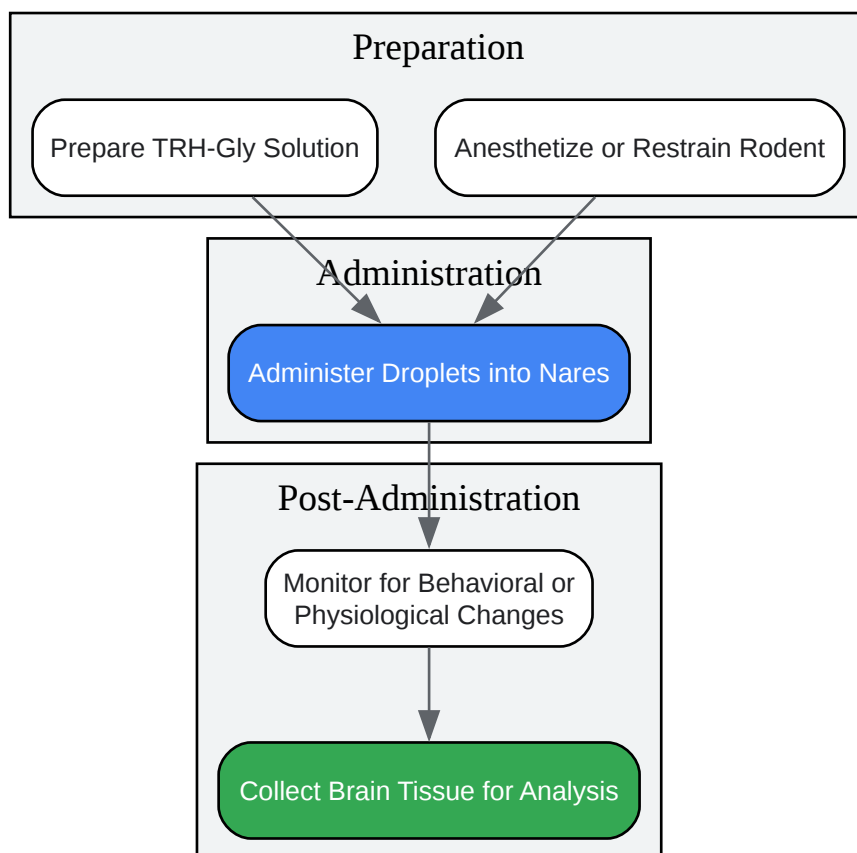 Preparation
Prepare TRH-Gly Solution
Anesthetize or Restrain Rodent
Administration
Administer Droplets into Nares
Post-Administration
Monitor for Behavioral or
Physiological Changes
Collect Brain Tissue for Analysis